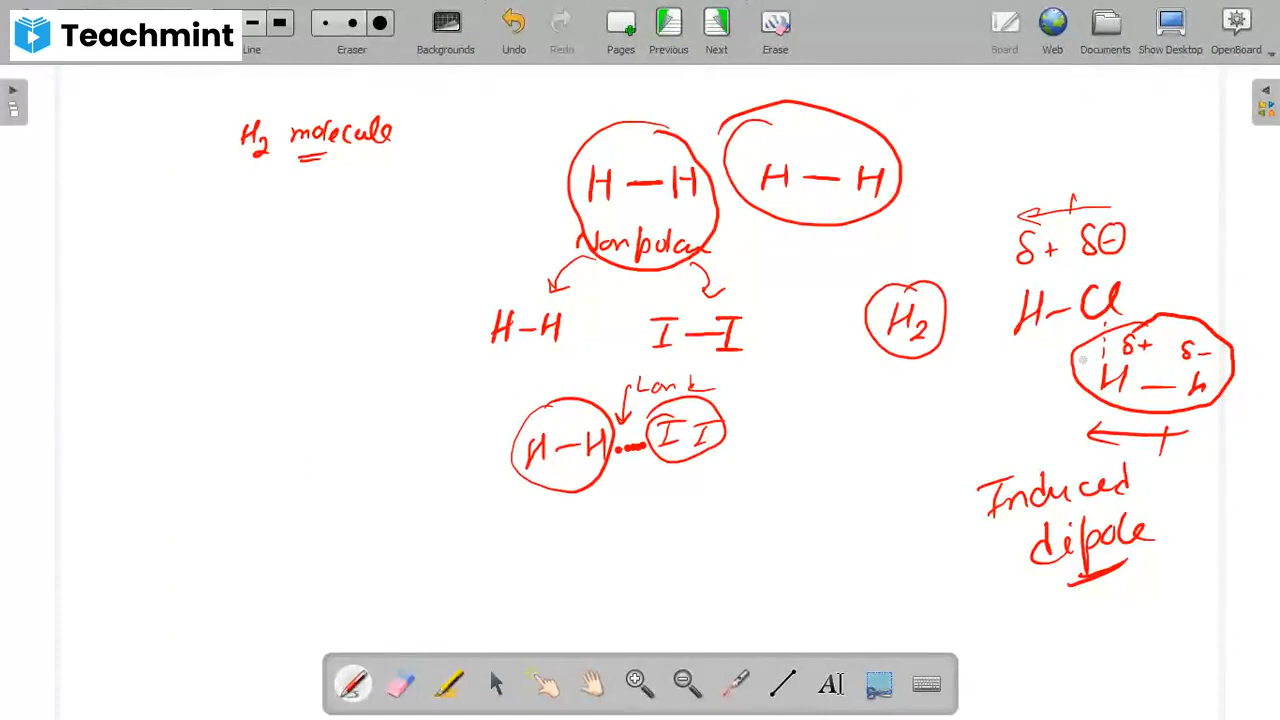 Teachmint
Line
Eraser
Backgrounds
Undo
Redo
Pages
Previous
Next
Erase
Board
Web
Documents
Show Desktop
OpenBoard
H2 molecule
H — H
H — H
Nonpolar
δ+ δ⊖
H – Cl
H – H
I — I
H2
δ+ δ–
H — h
H – H
I I
Induced
dipole
AI